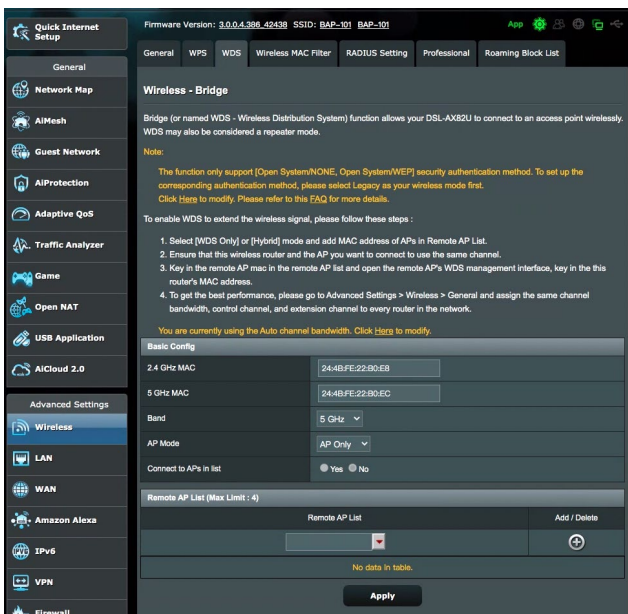 Quick Internet
Setup
Firmware Version: 3.0.0.4.386_42438 SSID: BAP-101 BAP-101
App
General WPS WDS Wireless MAC Filter RADIUS Setting Professional Roaming Block List
General
Network Map
AiMesh
Guest Network
AiProtection
Adaptive QoS
Traffic Analyzer
Game
Open NAT
USB Application
AiCloud 2.0
Advanced Settings
Wireless
LAN
WAN
Amazon Alexa
IPv6
VPN
Firewall
Wireless - Bridge
Bridge (or named WDS - Wireless Distribution System) function allows your DSL-AX82U to connect to an access point wirelessly.
WDS may also be considered a repeater mode.
Note:
The function only support [Open System/NONE, Open System/WEP] security authentication method. To set up the
corresponding authentication method, please select Legacy as your wireless mode first.
Click Here to modify. Please refer to this FAQ for more details.
To enable WDS to extend the wireless signal, please follow these steps :
1. Select [WDS Only] or [Hybrid] mode and add MAC address of APs in Remote AP List.
2. Ensure that this wireless router and the AP you want to connect to use the same channel.
3. Key in the remote AP mac in the remote AP list and open the remote AP's WDS management interface, key in the this
router's MAC address.
4. To get the best performance, please go to Advanced Settings > Wireless > General and assign the same channel
bandwidth, control channel, and extension channel to every router in the network.
You are currently using the Auto channel bandwidth. Click Here to modify.
Basic Config
2.4 GHz MAC 24:4B:FE:22:B0:E8
5 GHz MAC 24:4B:FE:22:B0:EC
Band 5 GHz
AP Mode AP Only
Connect to APs in list Yes No
Remote AP List (Max Limit : 4)
Remote AP List Add / Delete
No data in table.
Apply